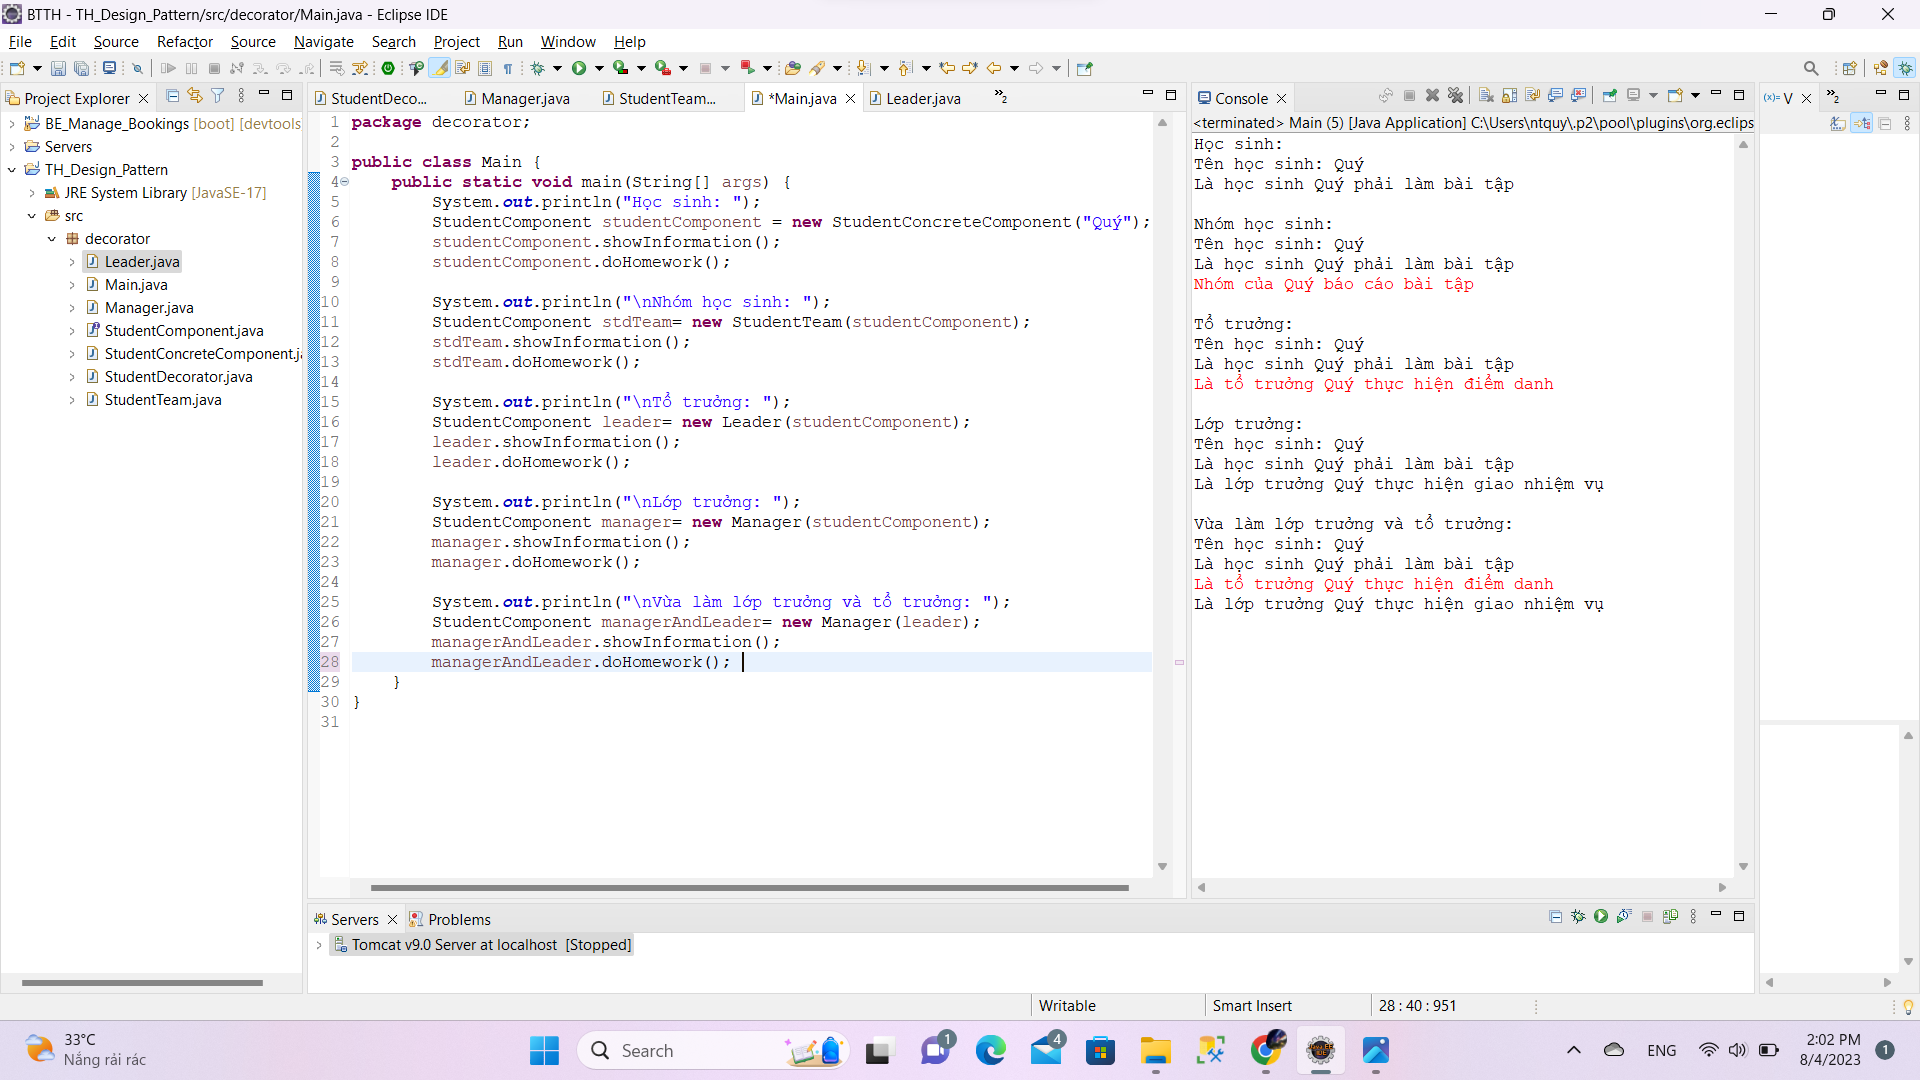 BTTH - TH_Design_Pattern/src/decorator/Main.java - Eclipse IDE
File Edit Source Refactor Source Navigate Search Project Run Window Help
Project Explorer
BE_Manage_Bookings [boot] [devtools
Servers
TH_Design_Pattern
JRE System Library [JavaSE-17]
src
decorator
Leader.java
Main.java
Manager.java
StudentComponent.java
StudentConcreteComponent.ja
StudentDecorator.java
StudentTeam.java
StudentDeco... Manager.java StudentTeam... *Main.java Leader.java »2
1 package decorator;
2
3 public class Main {
4 public static void main(String[] args) {
5 System.out.println("Học sinh: ");
6 StudentComponent studentComponent = new StudentConcreteComponent("Quý");
7 studentComponent.showInformation();
8 studentComponent.doHomework();
9
10 System.out.println("\nNhóm học sinh: ");
11 StudentComponent stdTeam= new StudentTeam(studentComponent);
12 stdTeam.showInformation();
13 stdTeam.doHomework();
14
15 System.out.println("\nTổ trưởng: ");
16 StudentComponent leader= new Leader(studentComponent);
17 leader.showInformation();
18 leader.doHomework();
19
20 System.out.println("\nLớp trưởng: ");
21 StudentComponent manager= new Manager(studentComponent);
22 manager.showInformation();
23 manager.doHomework();
24
25 System.out.println("\nVừa làm lớp trưởng và tổ trưởng: ");
26 StudentComponent managerAndLeader= new Manager(leader);
27 managerAndLeader.showInformation();
28 managerAndLeader.doHomework();
29 }
30 }
31
Console
<terminated> Main (5) [Java Application] C:\Users\ntquy\.p2\pool\plugins\org.eclips
Học sinh:
Tên học sinh: Quý
Là học sinh Quý phải làm bài tập
Nhóm học sinh:
Tên học sinh: Quý
Là học sinh Quý phải làm bài tập
Nhóm của Quý báo cáo bài tập
Tổ trưởng:
Tên học sinh: Quý
Là học sinh Quý phải làm bài tập
Là tổ trưởng Quý thực hiện điểm danh
Lớp trưởng:
Tên học sinh: Quý
Là học sinh Quý phải làm bài tập
Là lớp trưởng Quý thực hiện giao nhiệm vụ
Vừa làm lớp trưởng và tổ trưởng:
Tên học sinh: Quý
Là học sinh Quý phải làm bài tập
Là tổ trưởng Quý thực hiện điểm danh
Là lớp trưởng Quý thực hiện giao nhiệm vụ
(x)= V »2
Servers Problems
Tomcat v9.0 Server at localhost [Stopped]
Writable Smart Insert 28 : 40 : 951
33°C
Nắng rải rác
Search
1
4
ENG
2:02 PM
8/4/2023
1